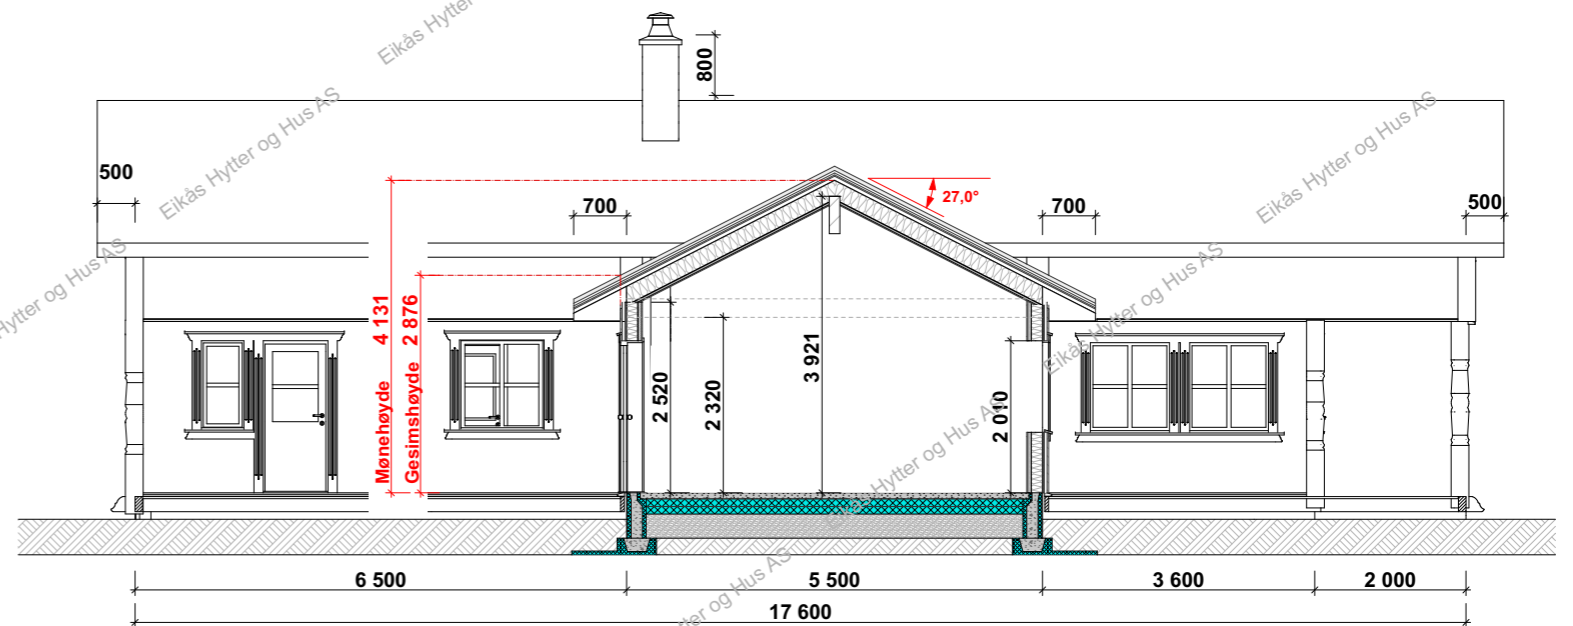 Eikås Hytter
800
Eikås Hytter og Hus AS
Eikås Hytter og Hus AS
500
27,0°
700
700
500
Hytter og Hus AS
Eikås Hytter og Hus AS
Mønehøyde 4 131
Gesimshøyde 2 876
2 520
2 320
3 921
2 010
Eikås Hytter og Hus AS
og Hus AS
6 500
5 500
3 600
2 000
17 600